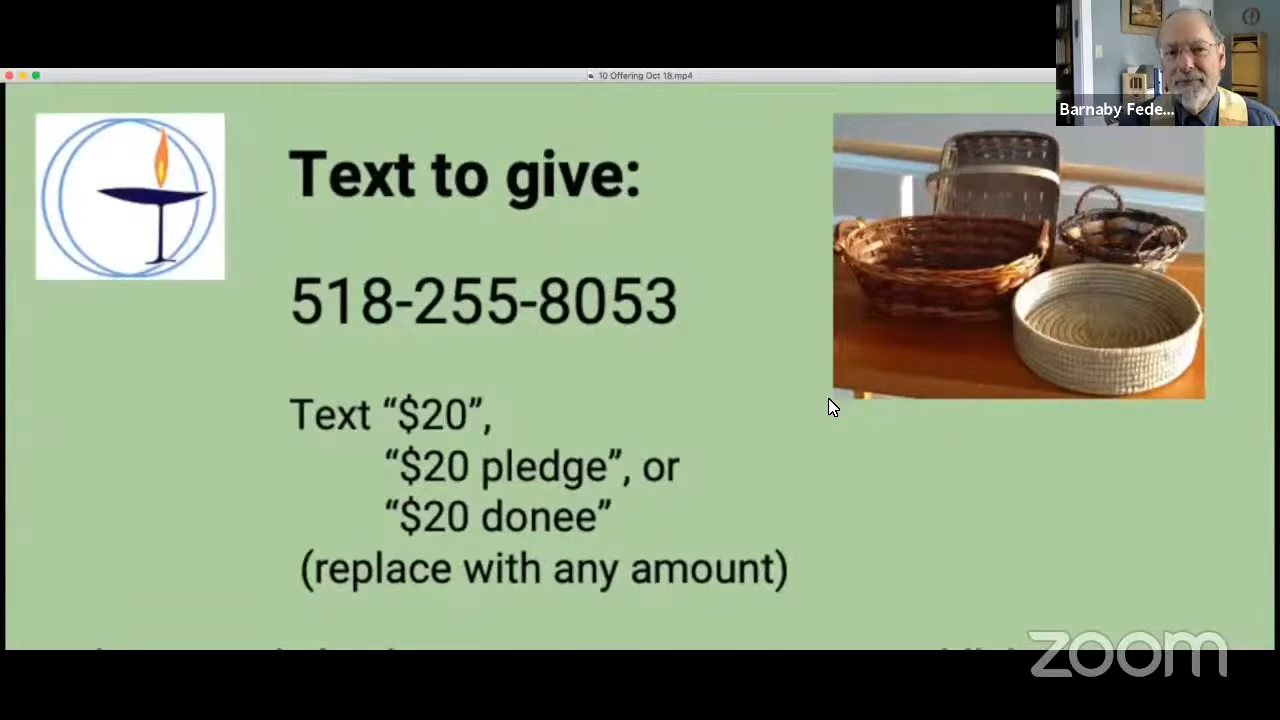 10 Offering Oct 18.mp4
Barnaby Fede...
Text to give:
518-255-8053
Text “$20”,
“$20 pledge”, or
“$20 donee”
(replace with any amount)
zoom